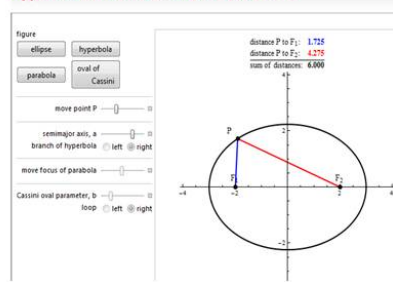 figure
ellipse
hyperbola
parabola
oval of
Cassini
move point P
semimajor axis, a
branch of hyperbola left right
move focus of parabola
Cassini oval parameter, b
loop left right
distance P to F1: 1.725
distance P to F2: 4.275
sum of distances: 6.000
4
2
P
F1
F2
-4
-2
2
4
-2